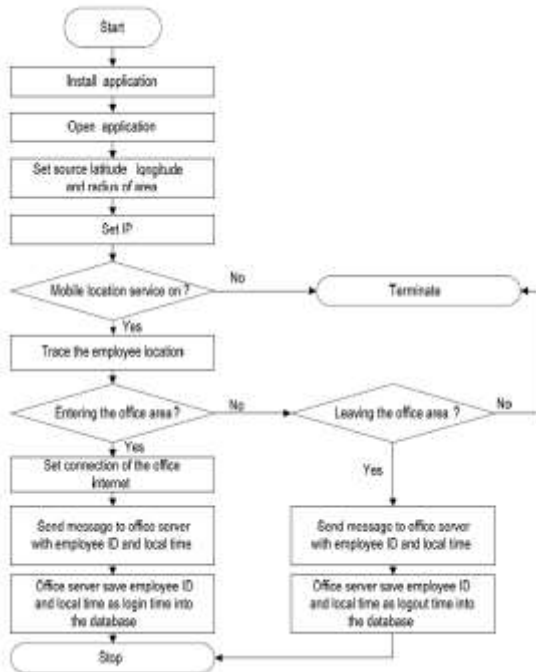 Start
Install application
Open application
Set source latitude longitude
and radius of area
Set IP
Mobile location service on ?
No
Terminate
Yes
Trace the employee location
Entering the office area ?
No
Leaving the office area ?
No
Yes
Set connection of the office
internet
Yes
Send message to office server
with employee ID and local time
Send message to office server
with employee ID and local time
Office server save employee ID
and local time as login time into
the database
Office server save employee ID
and local time as logout time into
the database
Stop